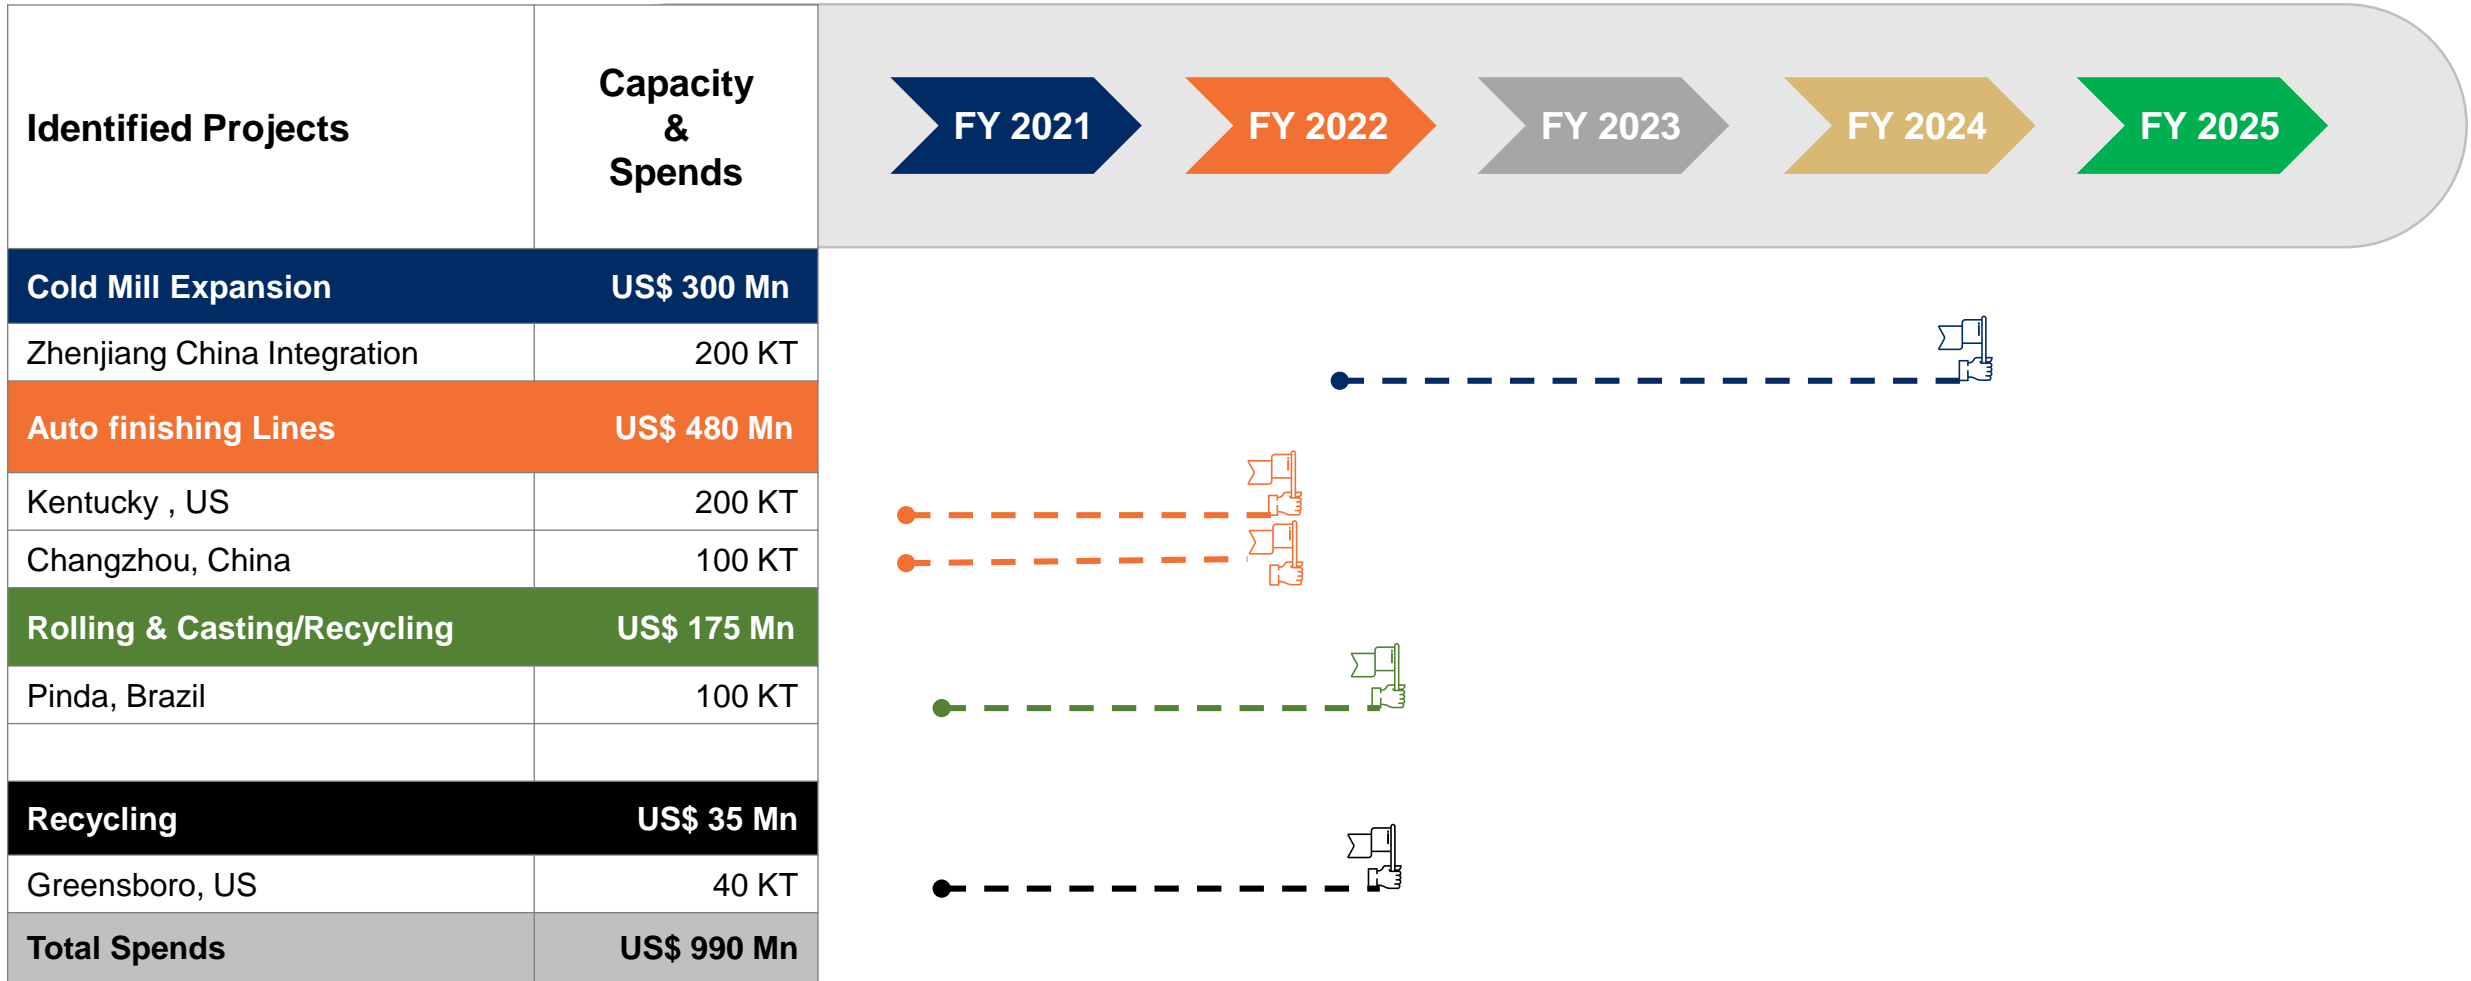 Identified Projects
Capacity
&
Spends
FY 2021
FY 2022
FY 2023
FY 2024
FY 2025
Cold Mill Expansion US$ 300 Mn
Zhenjiang China Integration 200 KT
Auto finishing Lines US$ 480 Mn
Kentucky , US 200 KT
Changzhou, China 100 KT
Rolling & Casting/Recycling US$ 175 Mn
Pinda, Brazil 100 KT
Recycling US$ 35 Mn
Greensboro, US 40 KT
Total Spends US$ 990 Mn